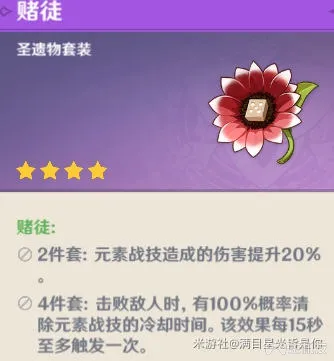 赌徒
圣遗物套装
赌徒:
2件套: 元素战技造成的伤害提升20%
。
4件套: 击败敌人时, 有100%概率清
除元素战技的冷却时间。该效果每15秒
至多触发一次。
米游社@满目星光皆是你